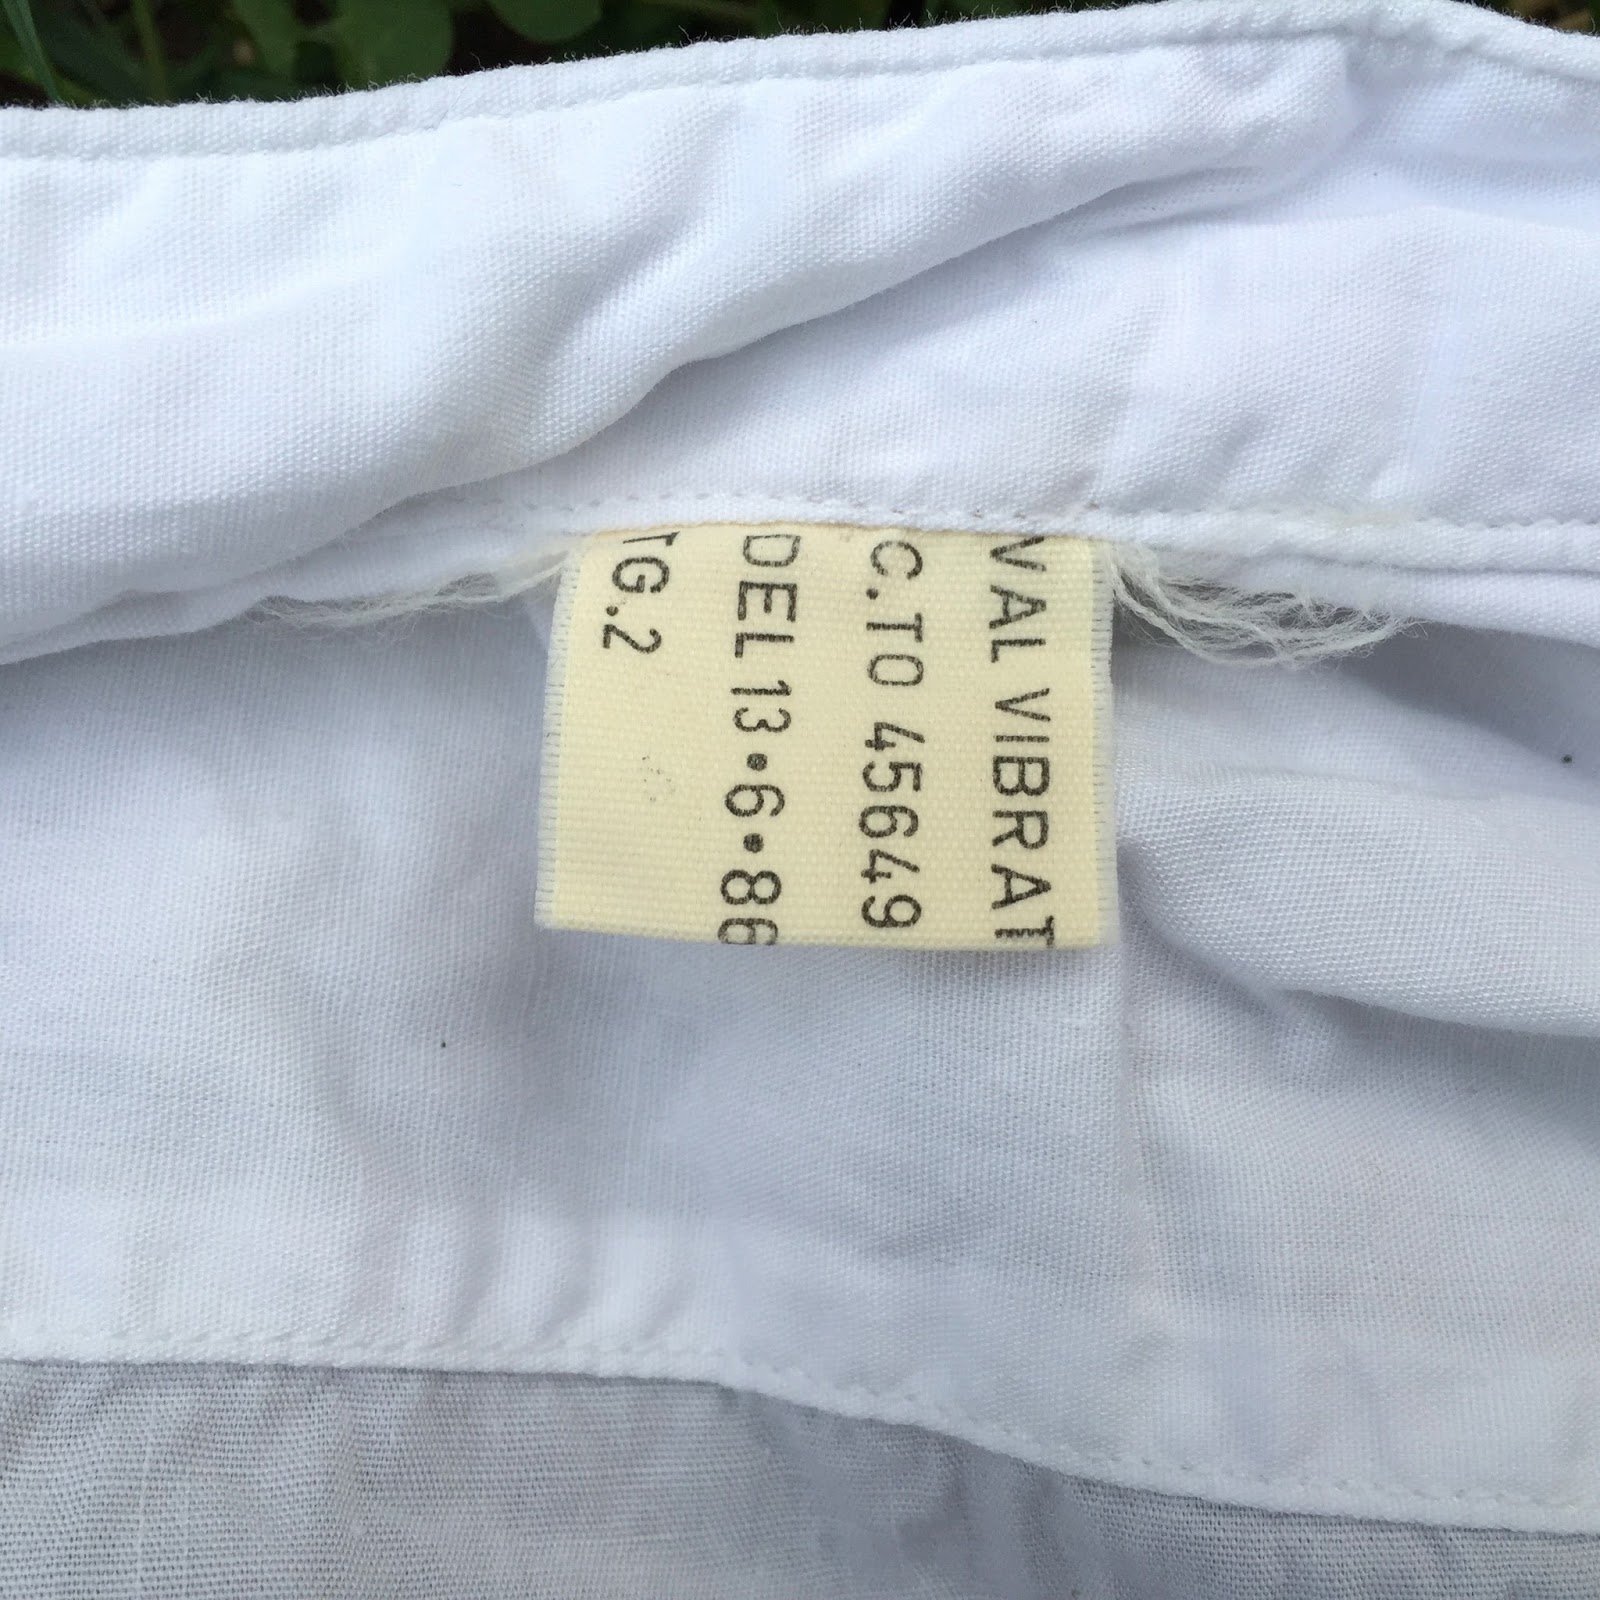 VAL VIBRAT
C.TO 45649
DEL 13•6•86
TG.2